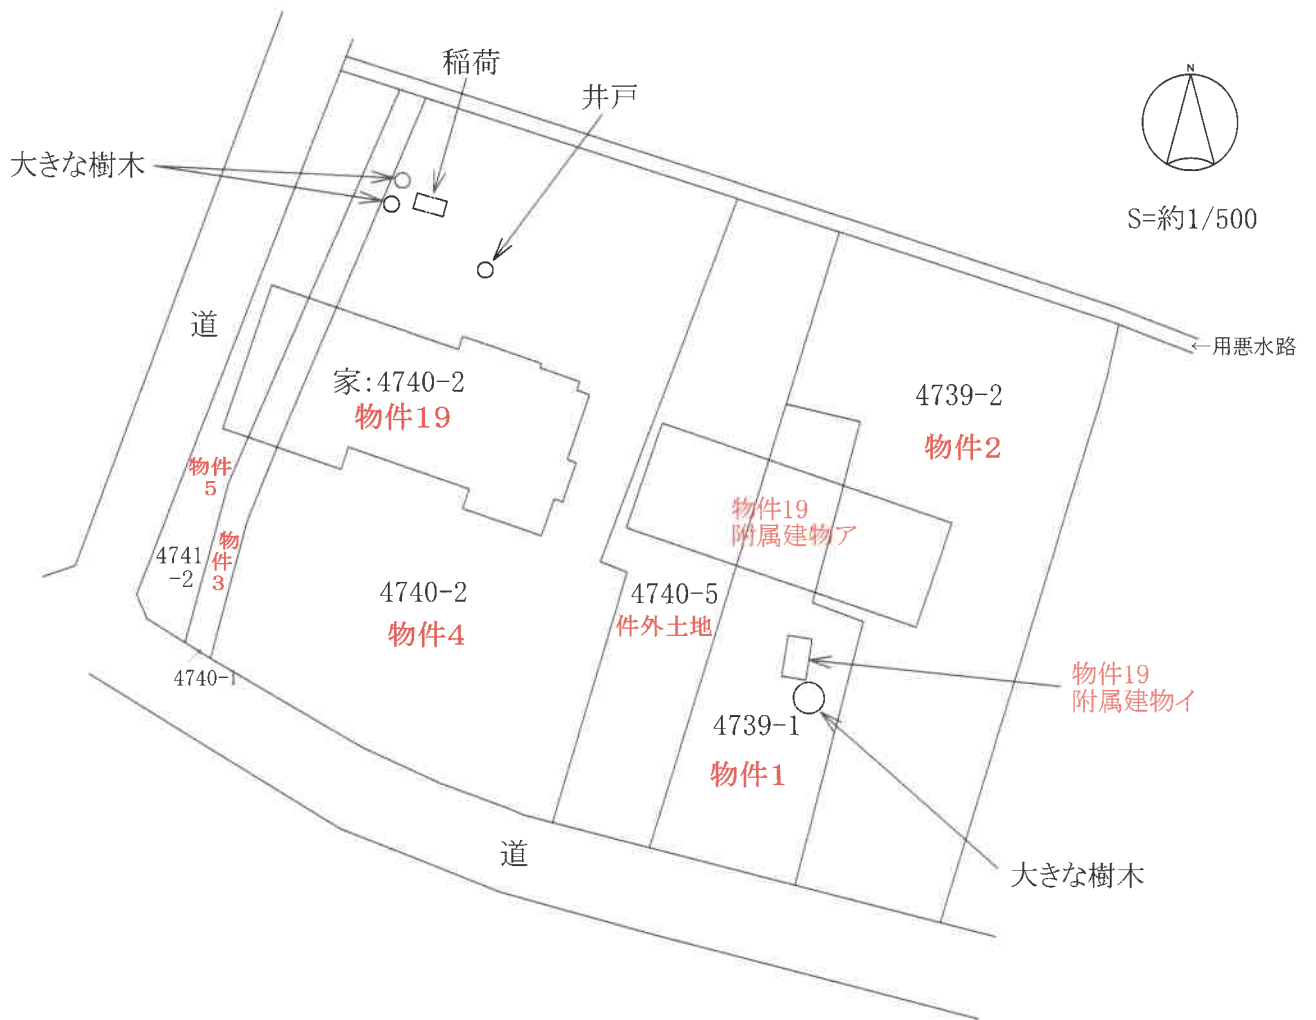 稲荷
井戸
大きな樹木
N
S=約1/500
道
←用悪水路
家:4740-2
物件19
4739-2
物件2
物件
5
物件19
附属建物ア
物
件
3
4741
-2
4740-2
物件4
4740-5
件外土地
4740-1
物件19
附属建物イ
4739-1
物件1
道
大きな樹木